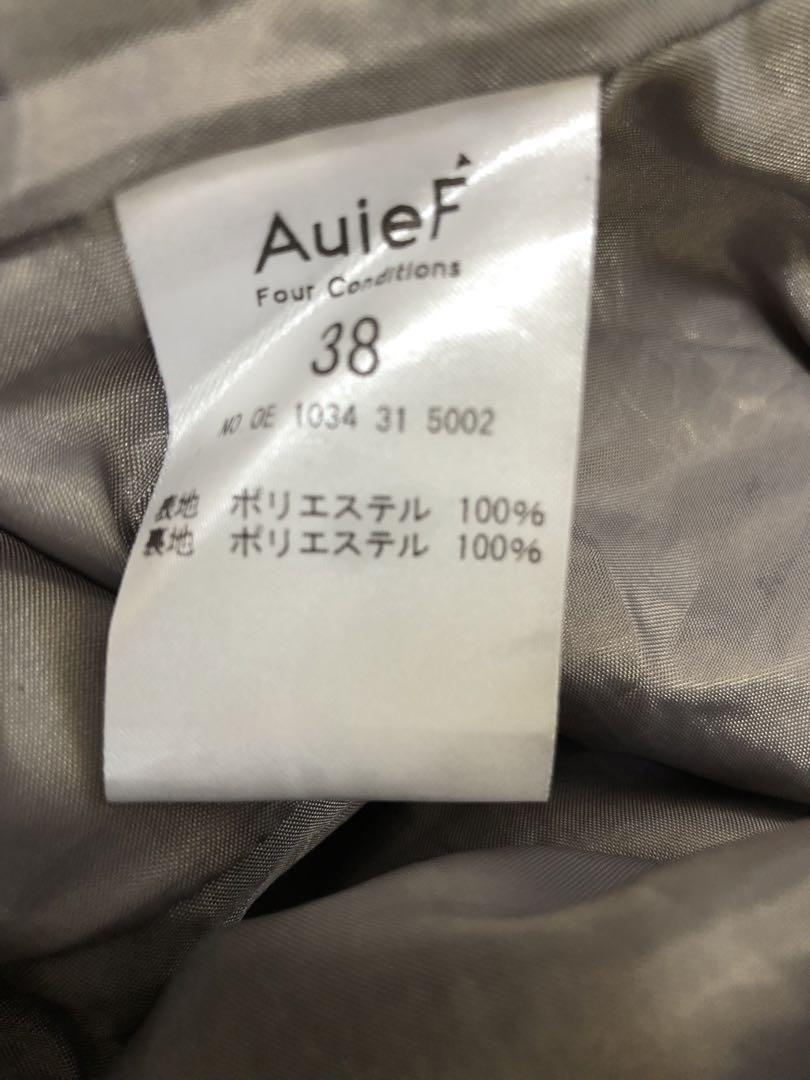 AuieF
Four Conditions
38
NO OE 1034 31 5002
表地 ポリエステル 100%
裏地 ポリエステル 100%